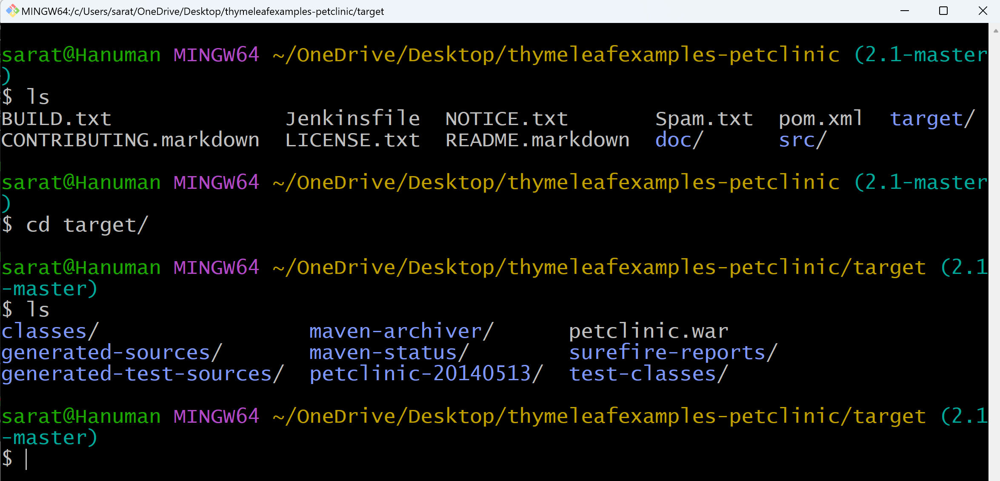 MINGW64:/c/Users/sarat/OneDrive/Desktop/thymeleafexamples-petclinic/target
sarat@Hanuman MINGW64 ~/OneDrive/Desktop/thymeleafexamples-petclinic (2.1-master
)
$ ls
BUILD.txt Jenkinsfile NOTICE.txt Spam.txt pom.xml target/
CONTRIBUTING.markdown LICENSE.txt README.markdown doc/ src/
sarat@Hanuman MINGW64 ~/OneDrive/Desktop/thymeleafexamples-petclinic (2.1-master
)
$ cd target/
sarat@Hanuman MINGW64 ~/OneDrive/Desktop/thymeleafexamples-petclinic/target (2.1
-master)
$ ls
classes/ maven-archiver/ petclinic.war
generated-sources/ maven-status/ surefire-reports/
generated-test-sources/ petclinic-20140513/ test-classes/
sarat@Hanuman MINGW64 ~/OneDrive/Desktop/thymeleafexamples-petclinic/target (2.1
-master)
$